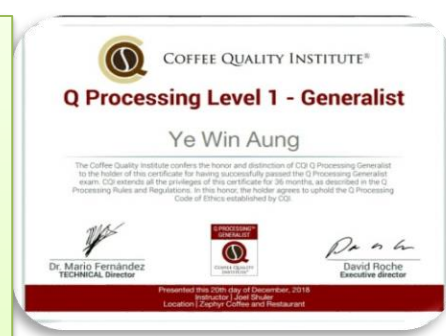 COFFEE QUALITY INSTITUTE®
Q Processing Level 1 - Generalist
Ye Win Aung
The Coffee Quality Institute confers the honor and distinction of CQI Q Processing Generalist
to the holder of this certificate for having successfully passed the Q Processing Generalist
exam. CQI extends all the privileges of this certificate for 36 months, as described in the Q
Processing Rules and Regulations. In this honor, the holder agrees to uphold the Q Processing
Code of Ethics established by CQI.
Q PROCESSING™
GENERALIST
COFFEE QUALITY
INSTITUTE®
Dr. Mario Fernández
TECHNICAL Director
David Roche
Executive director
Presented this 20th day of December, 2018
Instructor | Joel Shuler
Location | Zephyr Coffee and Restaurant